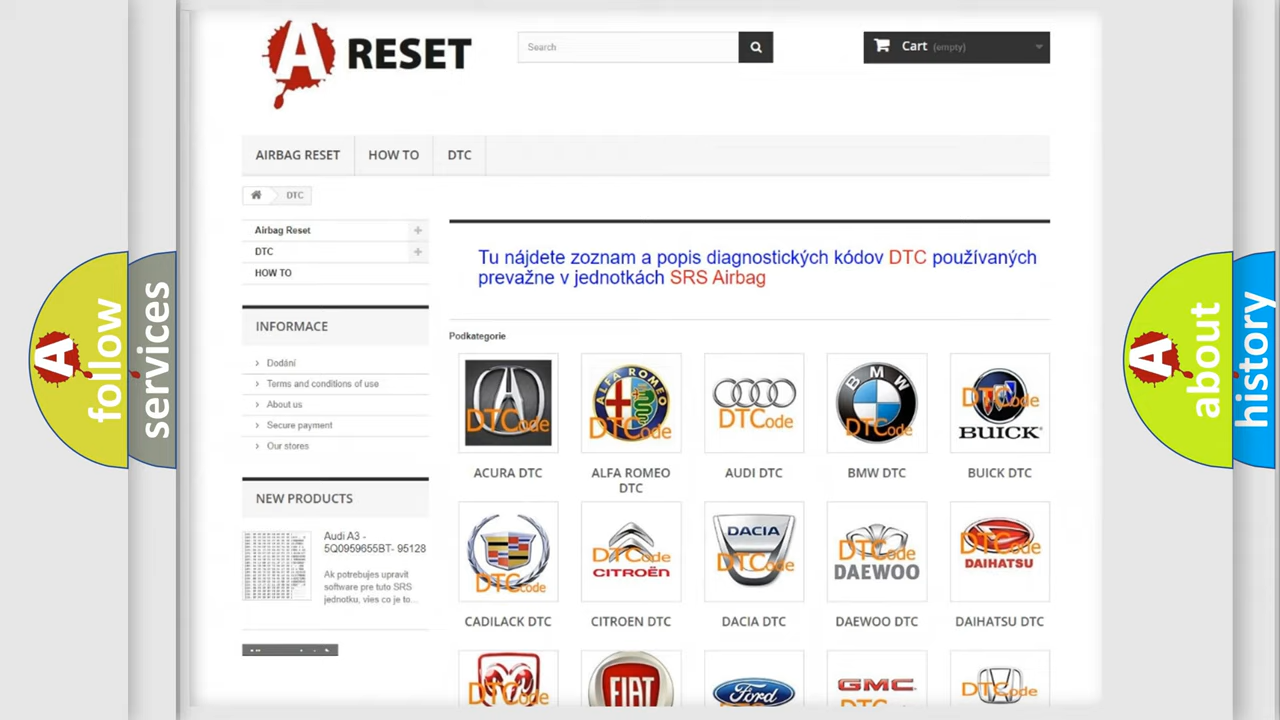 A RESET
Search
Cart (empty)
AIRBAG RESET
HOW TO
DTC
DTC
Airbag Reset
DTC
HOW TO
Tu nájdete zoznam a popis diagnostických kódov DTC používaných
prevažne v jednotkách SRS Airbag
INFORMACE
Dodání
Terms and conditions of use
About us
Secure payment
Our stores
NEW PRODUCTS
Audi A3 -
5Q0959655BT- 95128
Ak potrebujes upravit
software pre tuto SRS
jednotku, vies co je to...
Podkategorie
DTCode
ALFA ROMEO
DTCode
DTCode
BMW
DTCode
DTCode
BUICK
ACURA DTC
ALFA ROMEO
DTC
AUDI DTC
BMW DTC
BUICK DTC
DTCode
DTCode
CITROËN
DACIA
DTCode
DTCode
DAEWOO
DTCode
DAIHATSU
CADILACK DTC
CITROEN DTC
DACIA DTC
DAEWOO DTC
DAIHATSU DTC
DTCode
FIAT
Ford
GMC
DTCode
A follow
services
A about
history